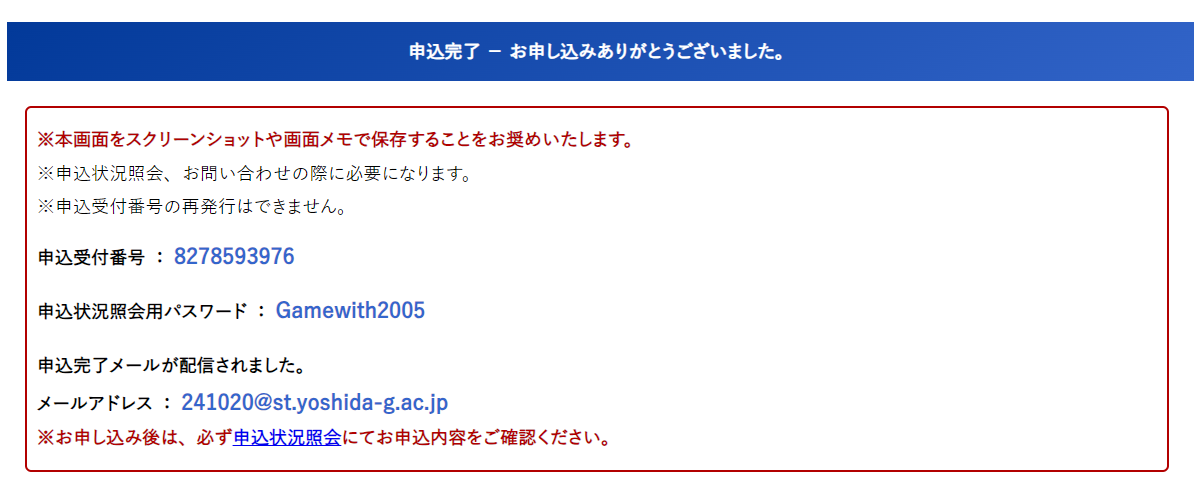 申込完了 － お申し込みありがとうございました。
※本画面をスクリーンショットや画面メモで保存することをお奨めいたします。
※申込状況照会、お問い合わせの際に必要になります。
※申込受付番号の再発行はできません。
申込受付番号 ： 8278593976
申込状況照会用パスワード ： Gamewith2005
申込完了メールが配信されました。
メールアドレス ： 241020@st.yoshida-g.ac.jp
※お申し込み後は、必ず申込状況照会にてお申込内容をご確認ください。